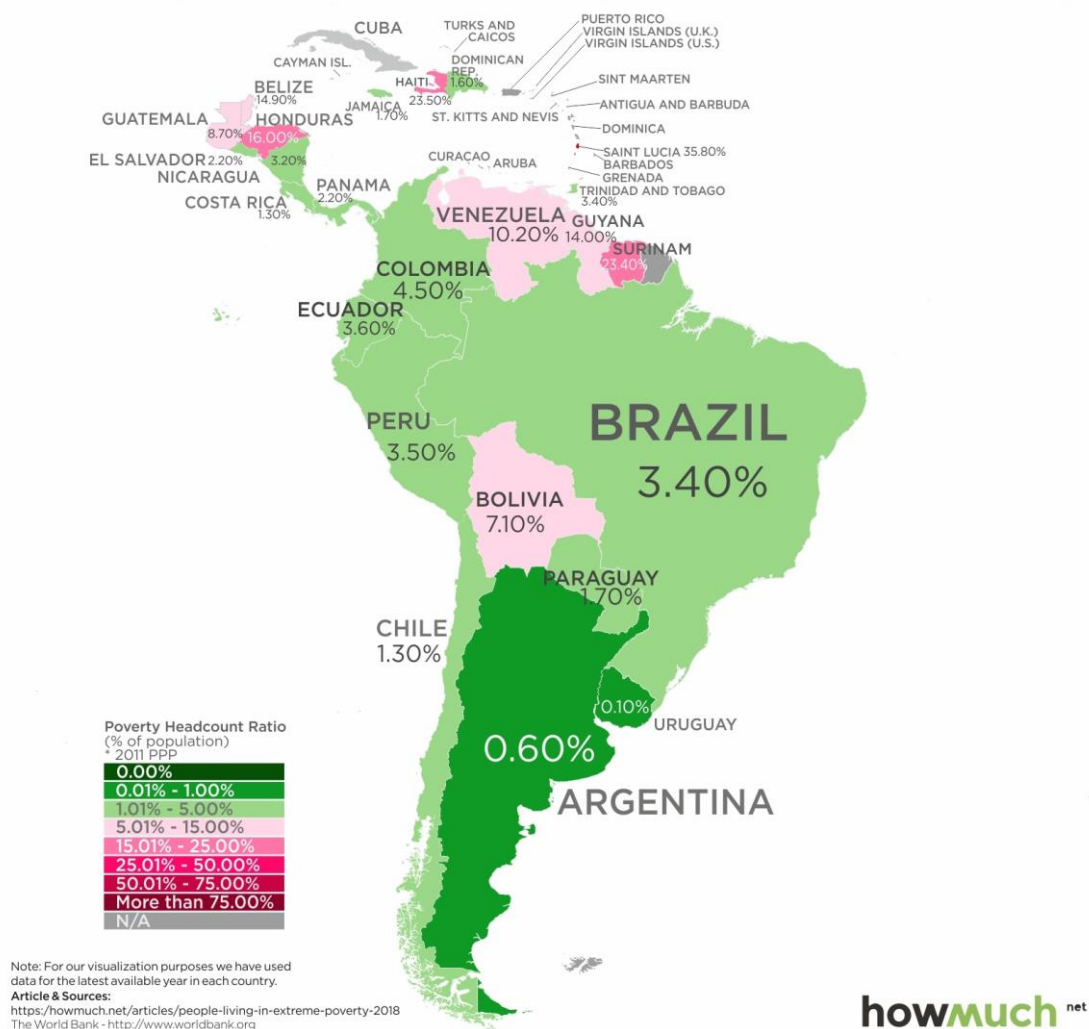 CUBA
TURKS AND
CAICOS
PUERTO RICO
VIRGIN ISLANDS (U.K.)
VIRGIN ISLANDS (U.S.)
CAYMAN ISL.
DOMINICAN
REP.
1.60%
HAITI
23.50%
SINT MAARTEN
BELIZE
14.90%
JAMAICA
1.70%
ST. KITTS AND NEVIS
ANTIGUA AND BARBUDA
GUATEMALA
8.70%
HONDURAS
16.00%
DOMINICA
EL SALVADOR 2.20%
3.20%
NICARAGUA
SAINT LUCIA 35.80%
BARBADOS
GRENADA
CURAÇAO
ARUBA
TRINIDAD AND TOBAGO
3.40%
COSTA RICA
1.30%
PANAMA
2.20%
VENEZUELA
10.20%
GUYANA
14.00%
SURINAM
23.40%
COLOMBIA
4.50%
ECUADOR
3.60%
BRAZIL
3.40%
PERU
3.50%
BOLIVIA
7.10%
PARAGUAY
1.70%
CHILE
1.30%
0.10%
URUGUAY
0.60%
ARGENTINA
Poverty Headcount Ratio
(% of population)
* 2011 PPP
0.00%
0.01% - 1.00%
1.01% - 5.00%
5.01% - 15.00%
15.01% - 25.00%
25.01% - 50.00%
50.01% - 75.00%
More than 75.00%
N/A
Note: For our visualization purposes we have used
data for the latest available year in each country.
Article & Sources:
https:/howmuch.net/articles/people-living-in-extreme-poverty-2018
The World Bank - http://www.worldbank.org
howmuch net